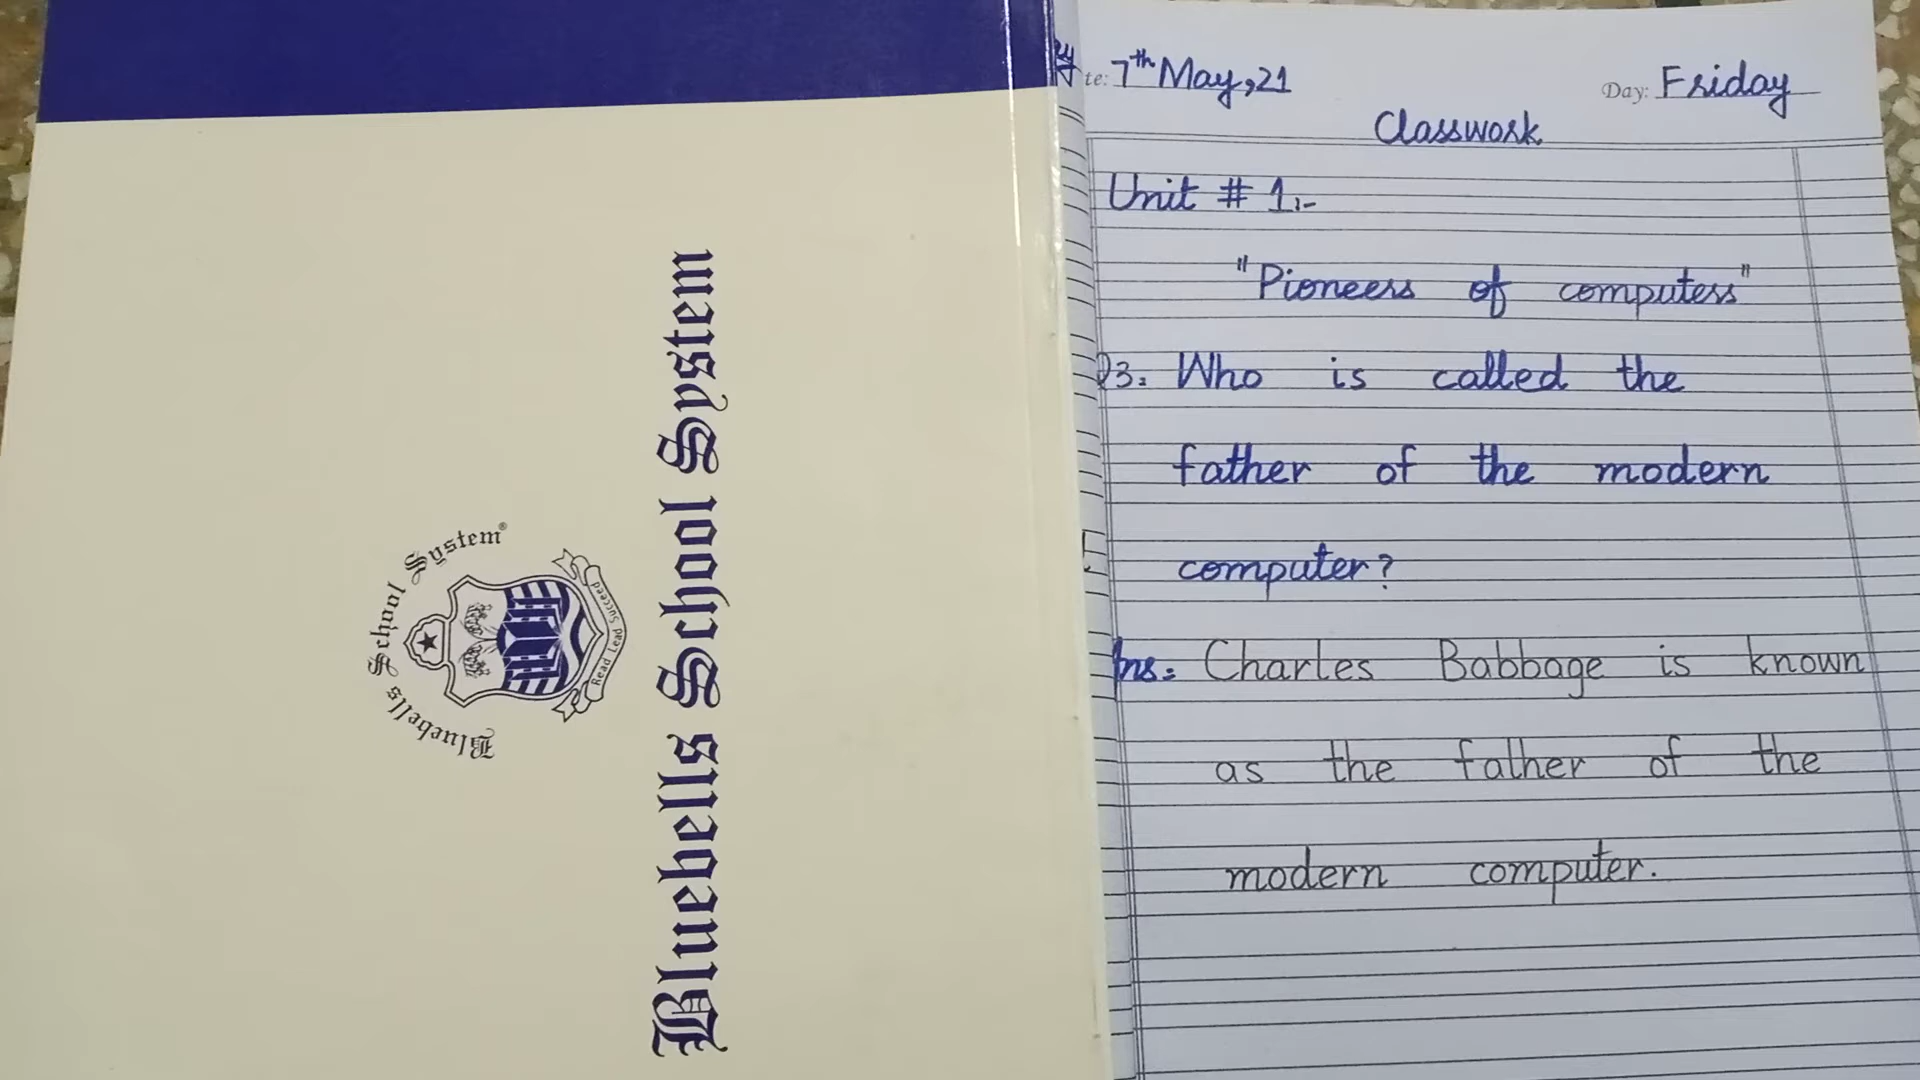 Bluebells School System
Bluebells School System®
Read Lead Succeed
te: 7th May,21
Day: Friday
Classwork
Unit # 1:-
"Pioneers of computers"
Q3: Who is called the
father of the modern
computer?
Ans: Charles Babbage is known
as the father of the
modern computer.